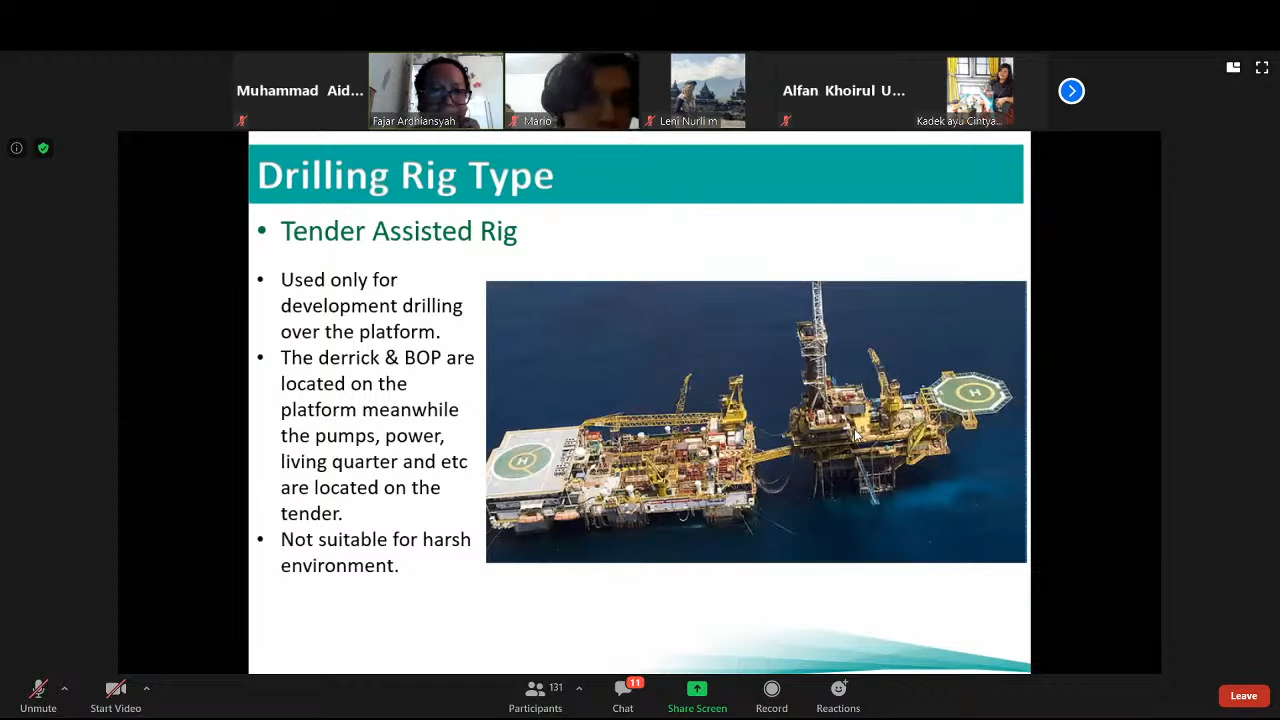 Muhammad Aid...
Fajar Ardhiansyah
Mario
Leni Nurli m
Alfan Khoirul U...
Kadek ayu Cintya...
Drilling Rig Type
• Tender Assisted Rig
• Used only for
development drilling
over the platform.
• The derrick & BOP are
located on the
platform meanwhile
the pumps, power,
living quarter and etc
are located on the
tender.
• Not suitable for harsh
environment.
H
H
Unmute
Start Video
131
Participants
11
Chat
Share Screen
Record
Reactions
Leave